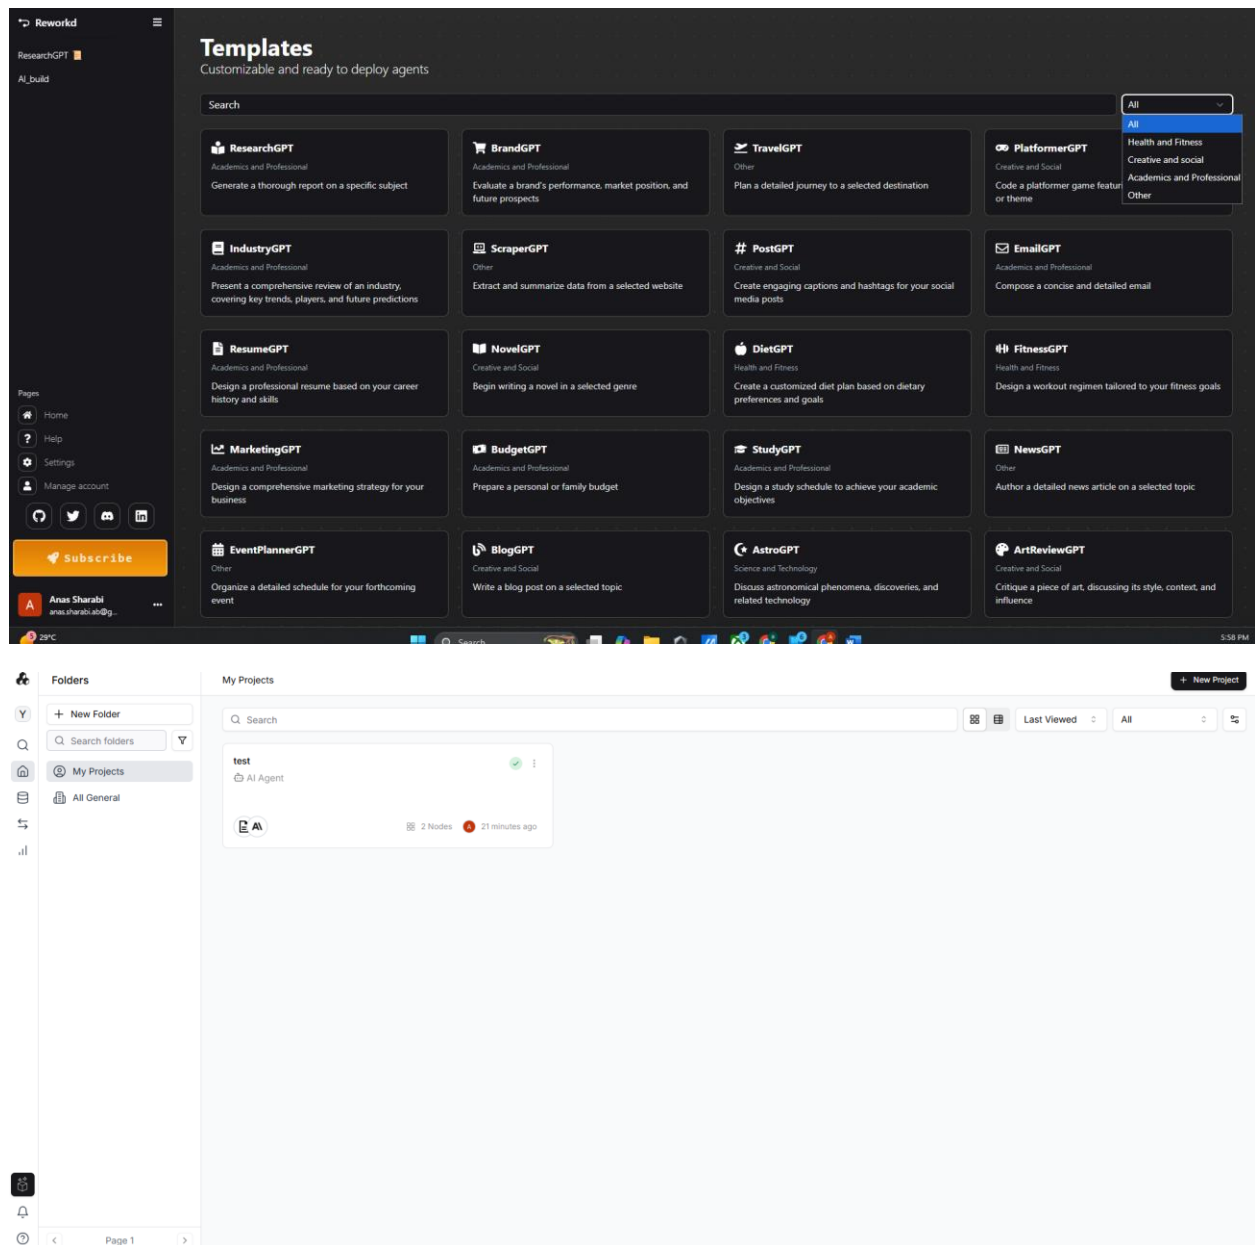 Reworkd
ResearchGPT
AI_build
Templates
Customizable and ready to deploy agents
Search
All
All
Health and Fitness
Creative and social
Academics and Professional
Other
ResearchGPT
Academics and Professional
Generate a thorough report on a specific subject
BrandGPT
Academics and Professional
Evaluate a brand's performance, market position, and
future prospects
TravelGPT
Other
Plan a detailed journey to a selected destination
PlatformerGPT
Creative and Social
Code a platformer game featur
or theme
IndustryGPT
Academics and Professional
Present a comprehensive review of an industry,
covering key trends, players, and future predictions
ScraperGPT
Other
Extract and summarize data from a selected website
PostGPT
Creative and Social
Create engaging captions and hashtags for your social
media posts
EmailGPT
Academics and Professional
Compose a concise and detailed email
ResumeGPT
Academics and Professional
Design a professional resume based on your career
history and skills
NovelGPT
Creative and Social
Begin writing a novel in a selected genre
DietGPT
Health and Fitness
Create a customized diet plan based on dietary
preferences and goals
FitnessGPT
Health and Fitness
Design a workout regimen tailored to your fitness goals
MarketingGPT
Academics and Professional
Design a comprehensive marketing strategy for your
business
BudgetGPT
Academics and Professional
Prepare a personal or family budget
StudyGPT
Academics and Professional
Design a study schedule to achieve your academic
objectives
NewsGPT
Other
Author a detailed news article on a selected topic
EventPlannerGPT
Other
Organize a detailed schedule for your forthcoming
event
BlogGPT
Creative and Social
Write a blog post on a selected topic
AstroGPT
Science and Technology
Discuss astronomical phenomena, discoveries, and
related technology
ArtReviewGPT
Creative and Social
Critique a piece of art, discussing its style, context, and
influence
Pages
Home
Help
Settings
Manage account
Subscribe
A
Anas Sharabi
anas.sharabi.ab@g...
29°C
Search
5:58 PM
Folders
My Projects
+ New Project
Y
+ New Folder
Search folders
My Projects
All General
Search
Last Viewed
All
test
AI Agent
2 Nodes
A
21 minutes ago
Page 1